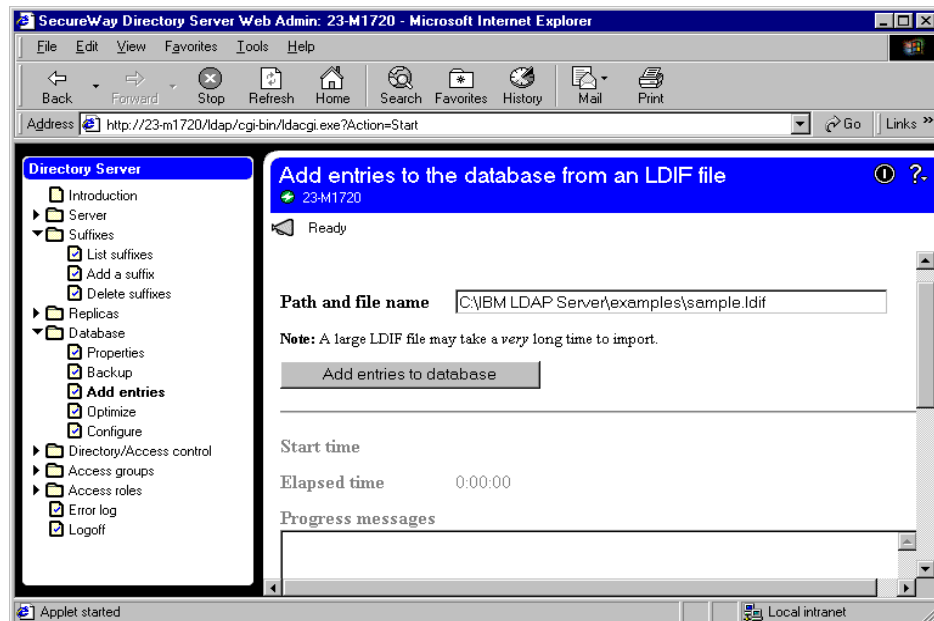 SecureWay Directory Server Web Admin: 23-M1720 - Microsoft Internet Explorer
File Edit View Favorites Tools Help
Back Forward Stop Refresh Home Search Favorites History Mail Print
Address http://23-m1720/ldap/cgi-bin/ldacgi.exe?Action=Start Go Links »
Directory Server
Introduction
Server
Suffixes
List suffixes
Add a suffix
Delete suffixes
Replicas
Database
Properties
Backup
Add entries
Optimize
Configure
Directory/Access control
Access groups
Access roles
Error log
Logoff
Add entries to the database from an LDIF file
23-M1720
Ready
Path and file name C:\IBM LDAP Server\examples\sample.ldif
Note: A large LDIF file may take a very long time to import.
Add entries to database
Start time
Elapsed time 0:00:00
Progress messages
Applet started Local intranet